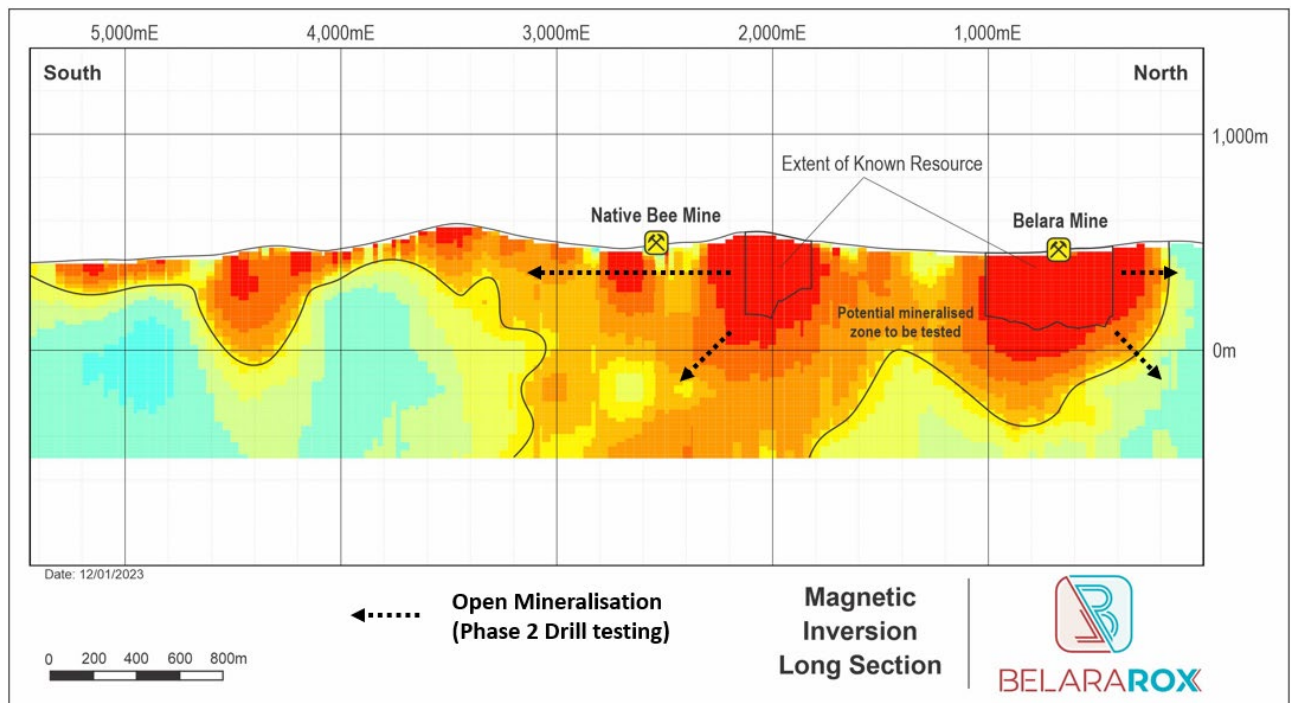 5,000mE 4,000mE 3,000mE 2,000mE 1,000mE
South
North
1,000m
Extent of Known Resource
Native Bee Mine
Belara Mine
Potential mineralised
zone to be tested
0m
Date: 12/01/2023
Open Mineralisation
(Phase 2 Drill testing)
0 200 400 600 800m
Magnetic
Inversion
Long Section
BELARAROX